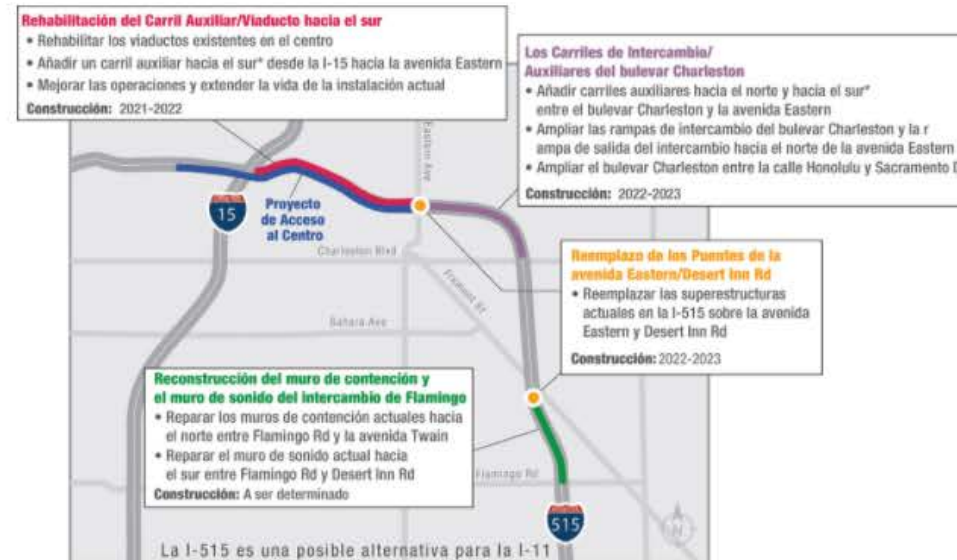 Rehabilitación del Carril Auxiliar/Viaducto hacia el sur
• Rehabilitar los viaductos existentes en el centro
• Añadir un carril auxiliar hacia el sur* desde la I-15 hacia la avenida Eastern
• Mejorar las operaciones y extender la vida de la instalación actual
Construcción: 2021-2022
Los Carriles de Intercambio/
Auxiliares del bulevar Charleston
• Añadir carriles auxiliares hacia el norte y hacia el sur*
entre el bulevar Charleston y la avenida Eastern
• Ampliar las rampas de intercambio del bulevar Charleston y la r
ampa de salida del intercambio hacia el norte de la avenida Eastern
• Ampliar el bulevar Charleston entre la calle Honolulu y Sacramento D
Construcción: 2022-2023
Eastern Ave
15
Proyecto
de Acceso
al Centro
Charleston Blvd
Fremont St
Sahara Ave
Reemplazo de los Puentes de la
avenida Eastern/Desert Inn Rd
• Reemplazar las superestructuras
actuales en la I-515 sobre la avenida
Eastern y Desert Inn Rd
Construcción: 2022-2023
Reconstrucción del muro de contención y
el muro de sonido del intercambio de Flamingo
• Reparar los muros de contención actuales hacia
el norte entre Flamingo Rd y la avenida Twain
• Reparar el muro de sonido actual hacia
el sur entre Flamingo Rd y Desert Inn Rd
Construcción: A ser determinado
Flamingo Rd
515
N
La I-515 es una posible alternativa para la I-11